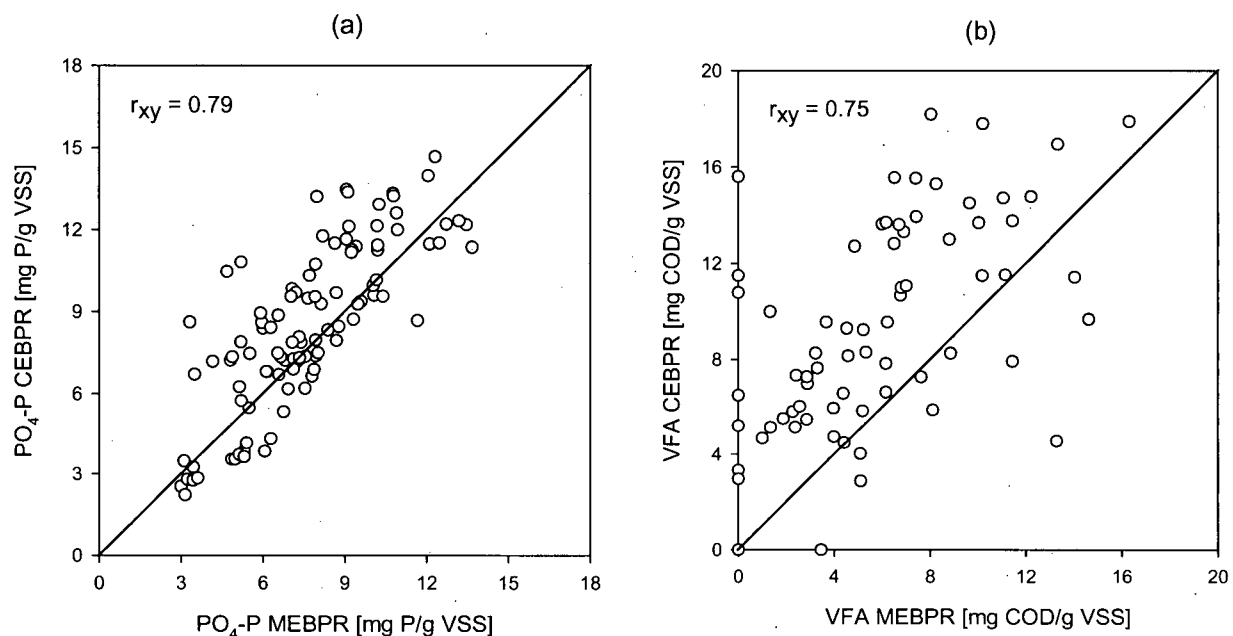 (a)
(b)
r_xy = 0.79
r_xy = 0.75
PO₄-P CEBPR [mg P/g VSS]
18
15
12
9
6
3
0
0 3 6 9 12 15 18
PO₄-P MEBPR [mg P/g VSS]
VFA CEBPR [mg COD/g VSS]
20
16
12
8
4
0
0 4 8 12 16 20
VFA MEBPR [mg COD/g VSS]